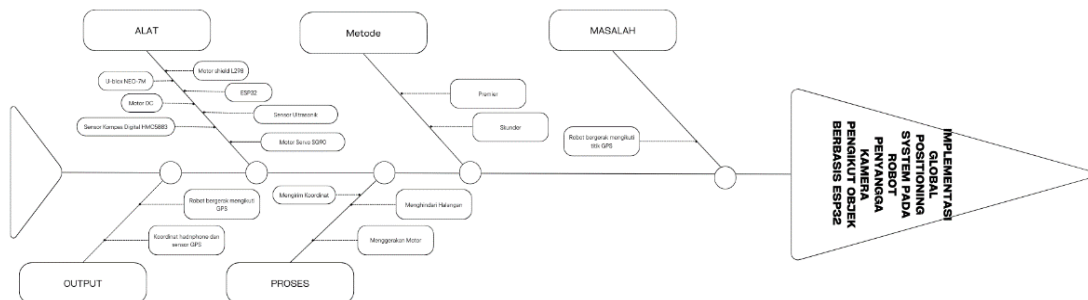 ALAT
Metode
MASALAH
Motor shield L298
U-blox NEO-7M
ESP32
Motor DC
Sensor Ultrasonik
Sensor Kompas Digital HMC5883
Motor Servo SG90
Premier
Skunder
Robot bergerak mengikuti
titik GPS
IMPLEMENTASI
GLOBAL
POSITIONING
SYSTEM PADA
ROBOT
PENYANGGA
KAMERA
PENGIKUT OBJEK
BERBASIS ESP32
Robot bergerak mengikuti
GPS
Koordinat hadnphone dan
sensor GPS
Mengirim Koordinat
Menghindari Halangan
Menggerakan Motor
OUTPUT
PROSES